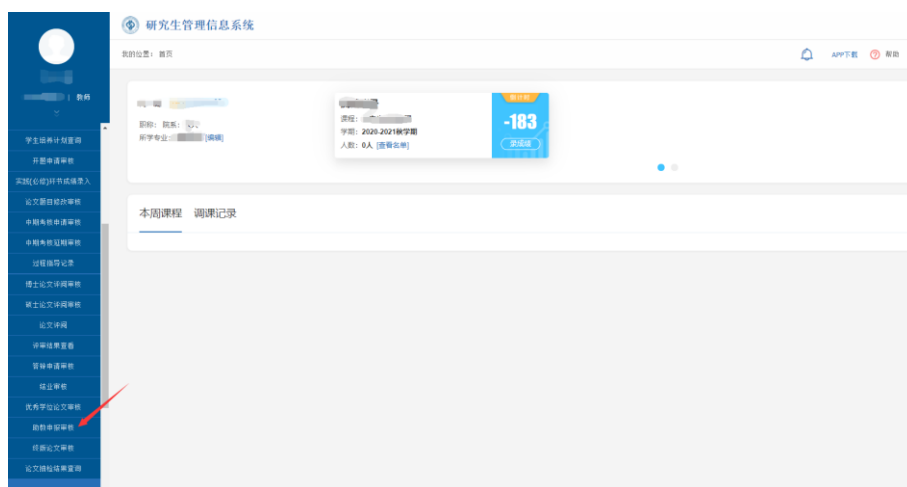 研究生管理信息系统
我的位置： 首页
APP下载
帮助
| 教师
职称： 院系：
所学专业： [编辑]
课程：
学期： 2020-2021秋学期
人数： 0人 [查看名单]
-183
录成绩
本周课程 调课记录
学生培养计划查询
开题申请审核
实践(必修)环节成绩录入
论文题目修改审核
中期考核申请审核
中期考核延期审核
过程指导记录
博士论文评阅审核
硕士论文评阅审核
论文评阅
评审结果查看
答辩申请审核
结业审核
优秀学位论文审核
助教申报审核
终版论文审核
论文抽检结果查询